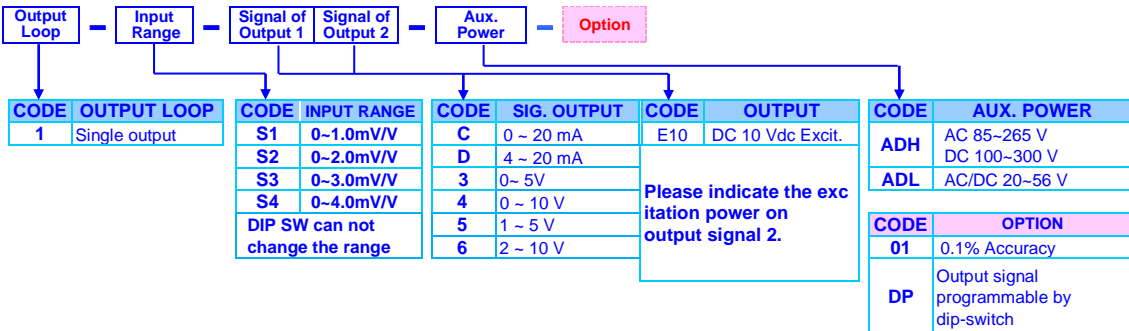 Output Loop – Input Range – Signal of Output 1 Signal of Output 2 – Aux. Power – Option
CODE OUTPUT LOOP
1 Single output
CODE INPUT RANGE
S1 0~1.0mV/V
S2 0~2.0mV/V
S3 0~3.0mV/V
S4 0~4.0mV/V
DIP SW can not
change the range
CODE SIG. OUTPUT
C 0 ~ 20 mA
D 4 ~ 20 mA
3 0~ 5V
4 0 ~ 10 V
5 1 ~ 5 V
6 2 ~ 10 V
CODE OUTPUT
E10 DC 10 Vdc Excit.
Please indicate the exc
itation power on
output signal 2.
CODE AUX. POWER
ADH AC 85~265 V
DC 100~300 V
ADL AC/DC 20~56 V
CODE OPTION
01 0.1% Accuracy
DP Output signal
programmable by
dip-switch